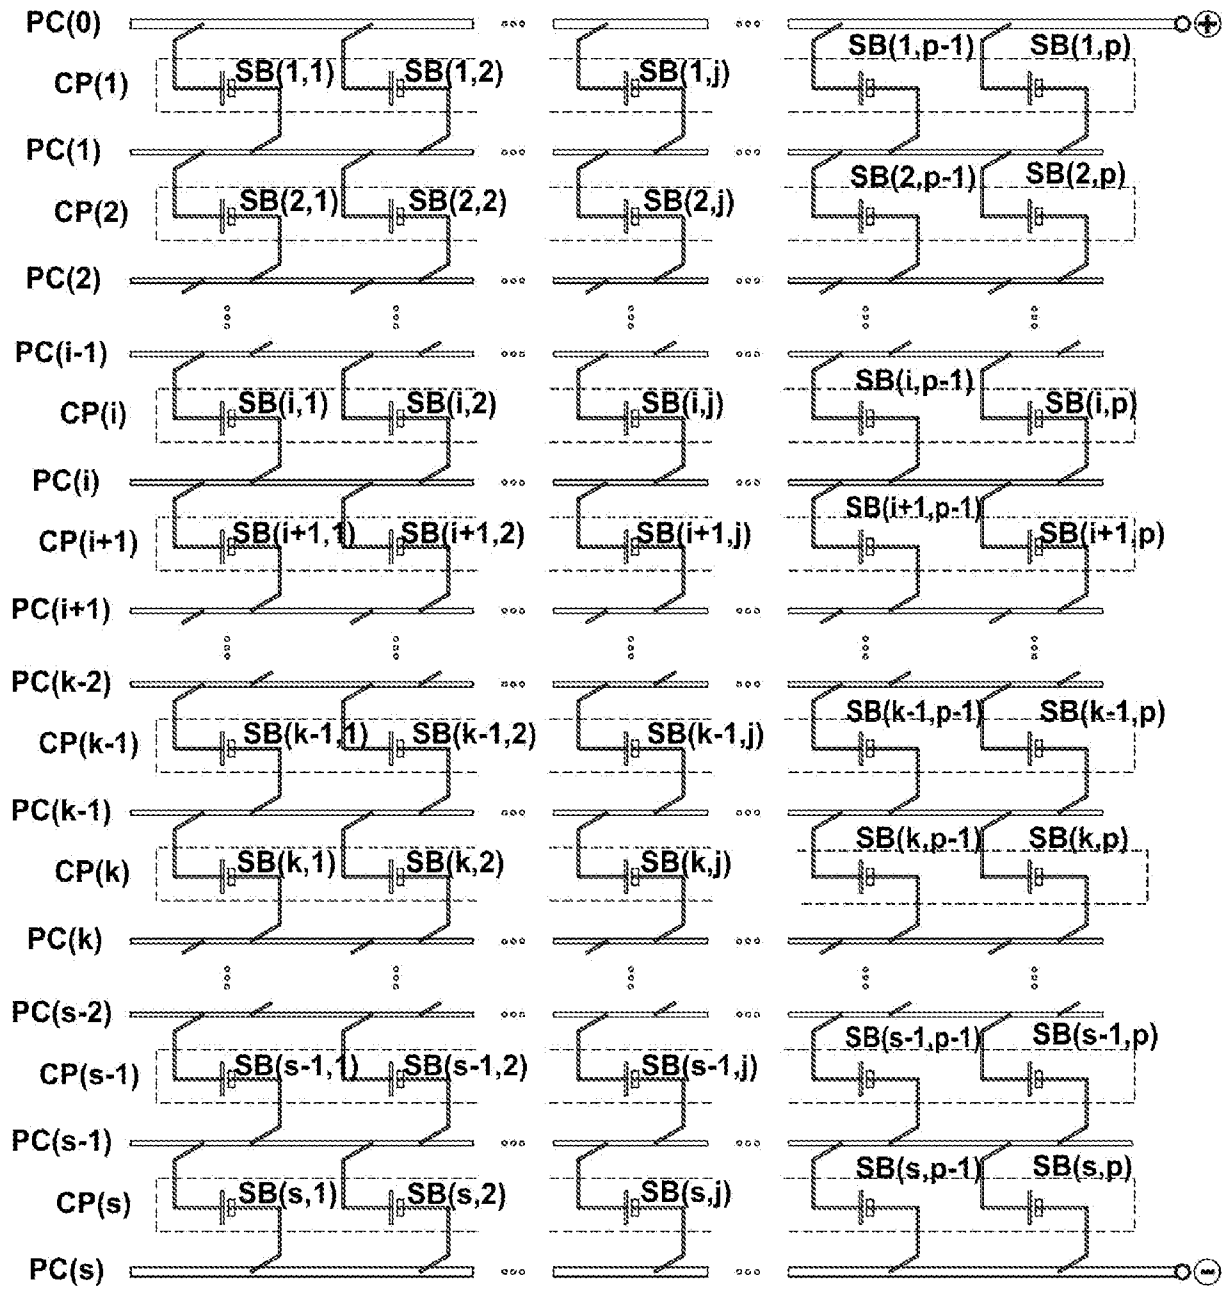 PC(0) +
SB(1,p-1) SB(1,p)
CP(1) SB(1,1) SB(1,2) SB(1,j)
PC(1)
SB(2,p-1) SB(2,p)
CP(2) SB(2,1) SB(2,2) SB(2,j)
PC(2)
PC(i-1)
SB(i,p-1)
CP(i) SB(i,1) SB(i,2) SB(i,j) SB(i,p)
PC(i)
SB(i+1,p-1)
CP(i+1) SB(i+1,1) SB(i+1,2) SB(i+1,j) SB(i+1,p)
PC(i+1)
PC(k-2)
SB(k-1,p-1) SB(k-1,p)
CP(k-1) SB(k-1,1) SB(k-1,2) SB(k-1,j)
PC(k-1)
SB(k,p-1) SB(k,p)
CP(k) SB(k,1) SB(k,2) SB(k,j)
PC(k)
PC(s-2)
SB(s-1,p-1) SB(s-1,p)
CP(s-1) SB(s-1,1) SB(s-1,2) SB(s-1,j)
PC(s-1)
SB(s,p-1) SB(s,p)
CP(s) SB(s,1) SB(s,2) SB(s,j)
PC(s) −